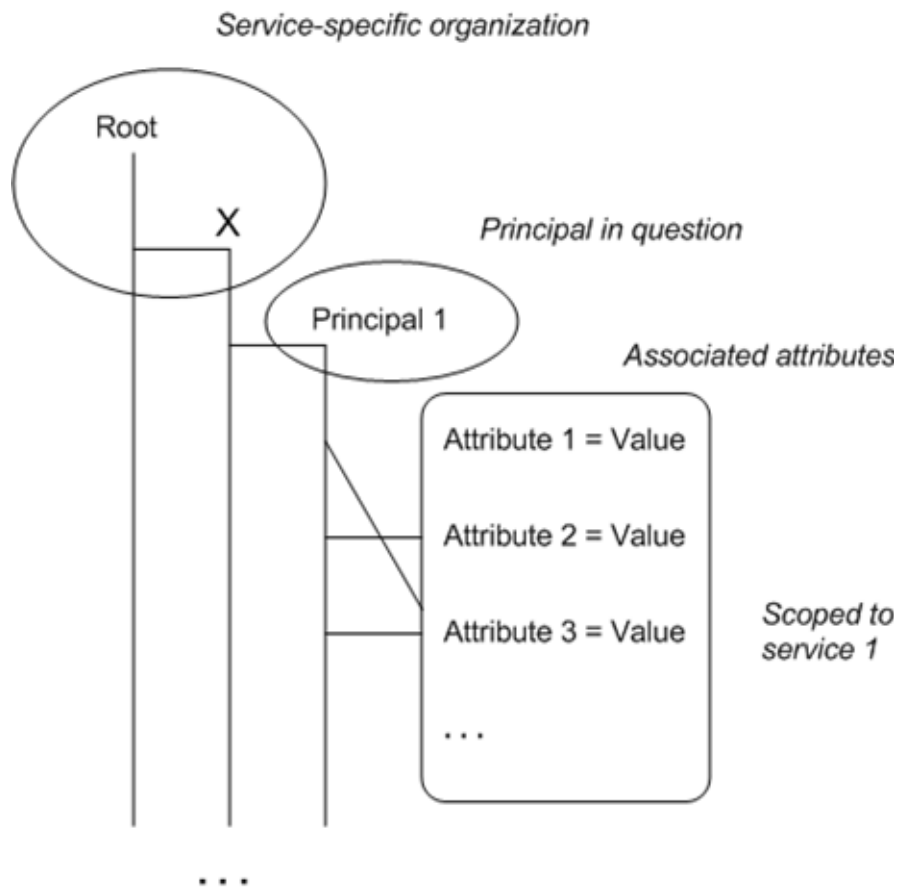 Service-specific organization
Root
X
Principal in question
Principal 1
Associated attributes
Attribute 1 = Value
Attribute 2 = Value
Attribute 3 = Value
Scoped to
service 1
. . .
. . .